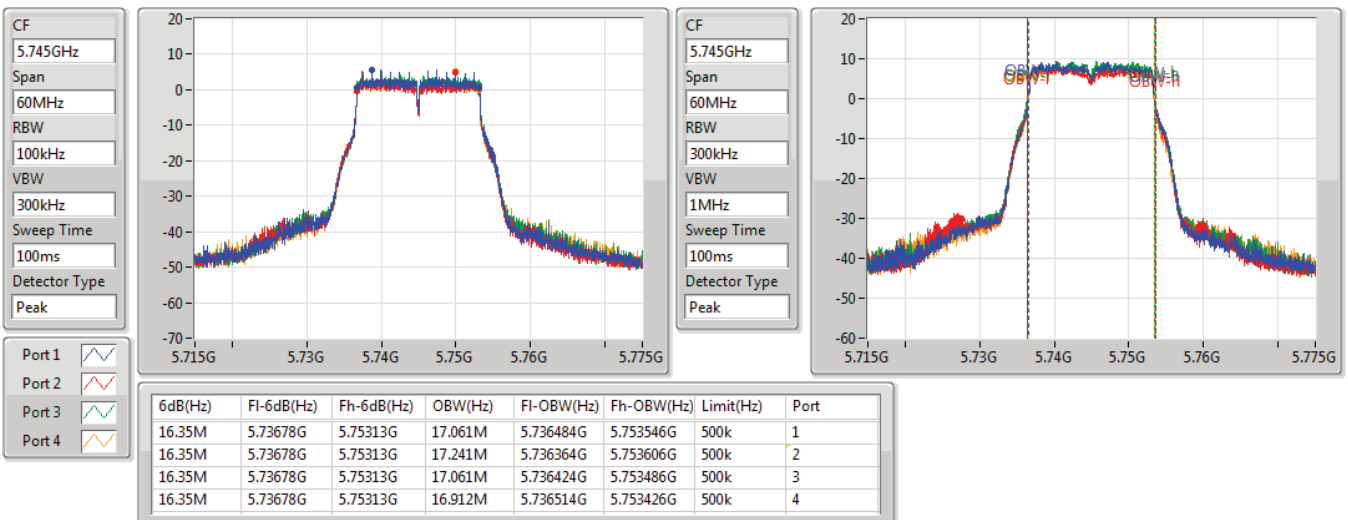 CF
5.745GHz
Span
60MHz
RBW
100kHz
VBW
300kHz
Sweep Time
100ms
Detector Type
Peak
20
10
0
-10
-20
-30
-40
-50
-60
-70
5.715G 5.73G 5.74G 5.75G 5.76G 5.775G
CF
5.745GHz
Span
60MHz
RBW
300kHz
VBW
1MHz
Sweep Time
100ms
Detector Type
Peak
20
10
0
-10
-20
-30
-40
-50
-60
OBW-l OBW-h
5.715G 5.73G 5.74G 5.75G 5.76G 5.775G
Port 1
Port 2
Port 3
Port 4
6dB(Hz) Fl-6dB(Hz) Fh-6dB(Hz) OBW(Hz) Fl-OBW(Hz) Fh-OBW(Hz) Limit(Hz) Port
16.35M 5.73678G 5.75313G 17.061M 5.736484G 5.753546G 500k 1
16.35M 5.73678G 5.75313G 17.241M 5.736364G 5.753606G 500k 2
16.35M 5.73678G 5.75313G 17.061M 5.736424G 5.753486G 500k 3
16.35M 5.73678G 5.75313G 16.912M 5.736514G 5.753426G 500k 4